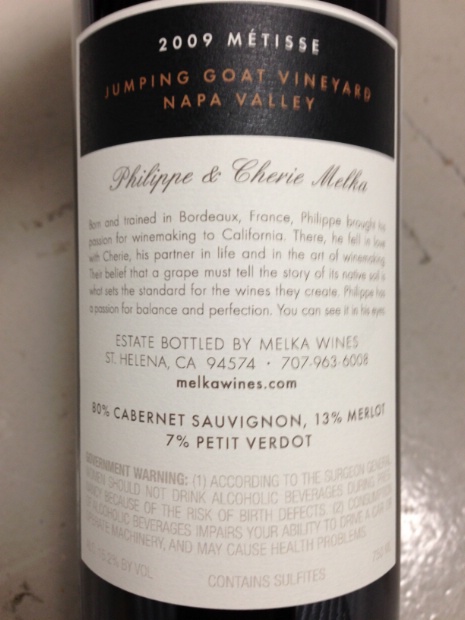 2009 MÉTISSE
JUMPING GOAT VINEYARD
NAPA VALLEY
Philippe & Cherie Melka
Born and trained in Bordeaux, France, Philippe brought his
passion for winemaking to California. There, he fell in love
with Cherie, his partner in life and in the art of winemaking.
Their belief that a grape must tell the story of its native soil is
what sets the standard for the wines they create. Philippe has
a passion for balance and perfection. You can see it in his eyes.
ESTATE BOTTLED BY MELKA WINES
ST. HELENA, CA 94574 · 707-963-6008
melkawines.com
80% CABERNET SAUVIGNON, 13% MERLOT
7% PETIT VERDOT
GOVERNMENT WARNING: (1) ACCORDING TO THE SURGEON GENERAL,
WOMEN SHOULD NOT DRINK ALCOHOLIC BEVERAGES DURING PREG
NANCY BECAUSE OF THE RISK OF BIRTH DEFECTS. (2) CONSUMPTION
OF ALCOHOLIC BEVERAGES IMPAIRS YOUR ABILITY TO DRIVE A CAR OR
OPERATE MACHINERY, AND MAY CAUSE HEALTH PROBLEMS.
ALC. 15.2% BY VOL
CONTAINS SULFITES